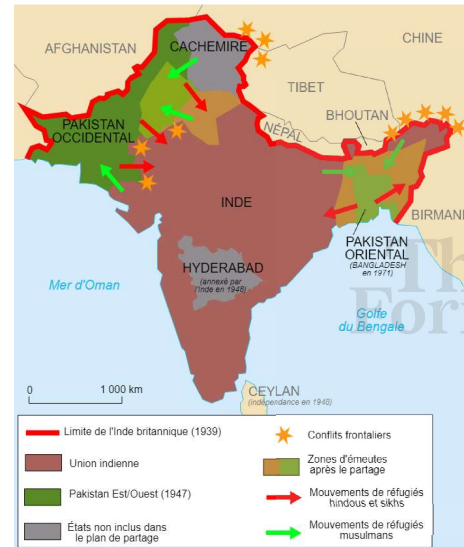 AFGHANISTAN
CACHEMIRE
CHINE
TIBET
PAKISTAN
OCCIDENTAL
NÉPAL
BHOUTAN
INDE
BIRMANI
PAKISTAN
ORIENTAL
(BANGLADESH
en 1971)
HYDERABAD
(annexé par
l'Inde en 1948)
Mer d'Oman
Golfe
du Bengale
Th
For
0 1 000 km
CEYLAN
(indépendance en 1948)
Limite de l'Inde britannique (1939)
Conflits frontaliers
Union indienne
Zones d'émeutes
après le partage
Pakistan Est/Ouest (1947)
Mouvements de réfugiés
hindous et sikhs
États non inclus dans
le plan de partage
Mouvements de réfugiés
musulmans